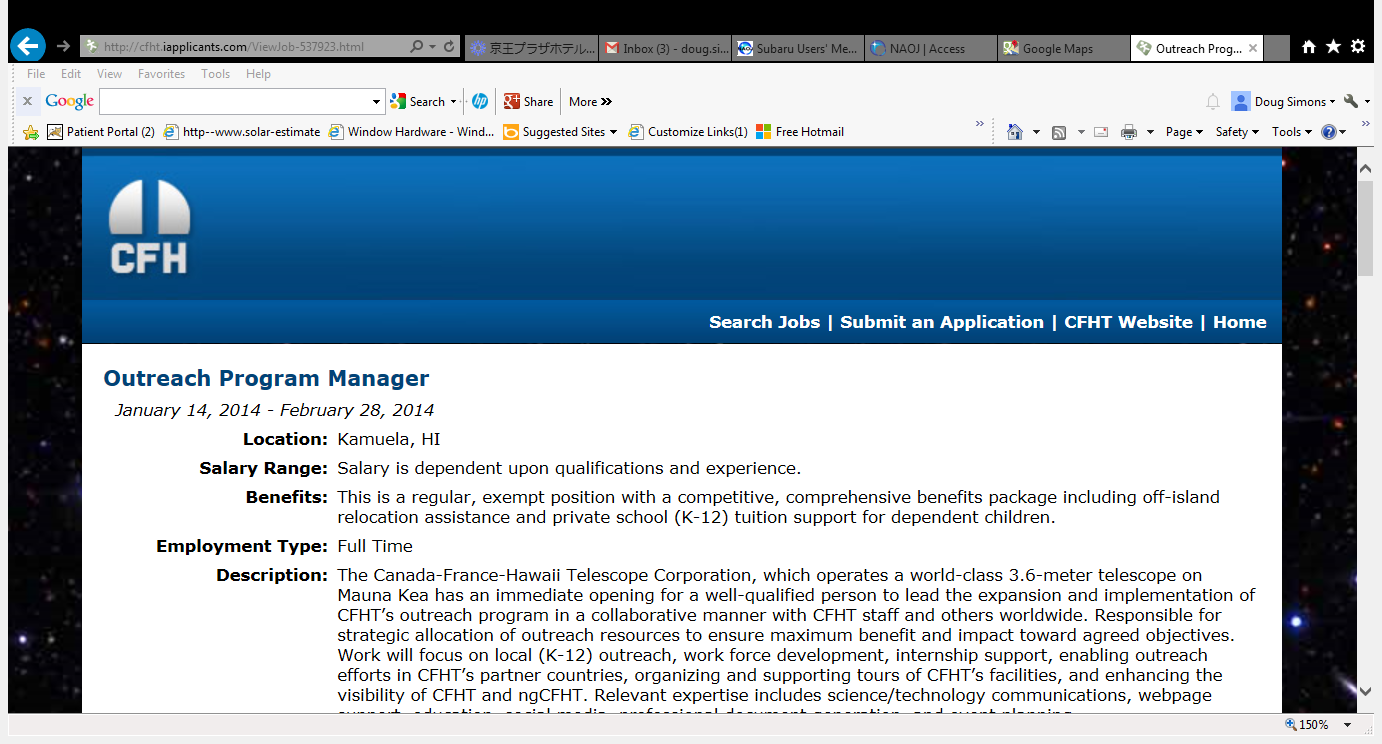 http://cfht.iapplicants.com/ViewJob-537923.html
京王プラザホテル...
Inbox (3) - doug.si...
Subaru Users' Me...
NAOJ | Access
Google Maps
Outreach Prog...
File Edit View Favorites Tools Help
x Google Search Share More »
Doug Simons
Patient Portal (2) http--www.solar-estimate Window Hardware - Wind... Suggested Sites Customize Links(1) Free Hotmail
Page Safety Tools
CFH
Search Jobs | Submit an Application | CFHT Website | Home
Outreach Program Manager
January 14, 2014 - February 28, 2014
Location: Kamuela, HI
Salary Range: Salary is dependent upon qualifications and experience.
Benefits: This is a regular, exempt position with a competitive, comprehensive benefits package including off-island
relocation assistance and private school (K-12) tuition support for dependent children.
Employment Type: Full Time
Description: The Canada-France-Hawaii Telescope Corporation, which operates a world-class 3.6-meter telescope on
Mauna Kea has an immediate opening for a well-qualified person to lead the expansion and implementation of
CFHT’s outreach program in a collaborative manner with CFHT staff and others worldwide. Responsible for
strategic allocation of outreach resources to ensure maximum benefit and impact toward agreed objectives.
Work will focus on local (K-12) outreach, work force development, internship support, enabling outreach
efforts in CFHT’s partner countries, organizing and supporting tours of CFHT’s facilities, and enhancing the
visibility of CFHT and ngCFHT. Relevant expertise includes science/technology communications, webpage
support, education, social media, professional document generation, and event planning.
150%